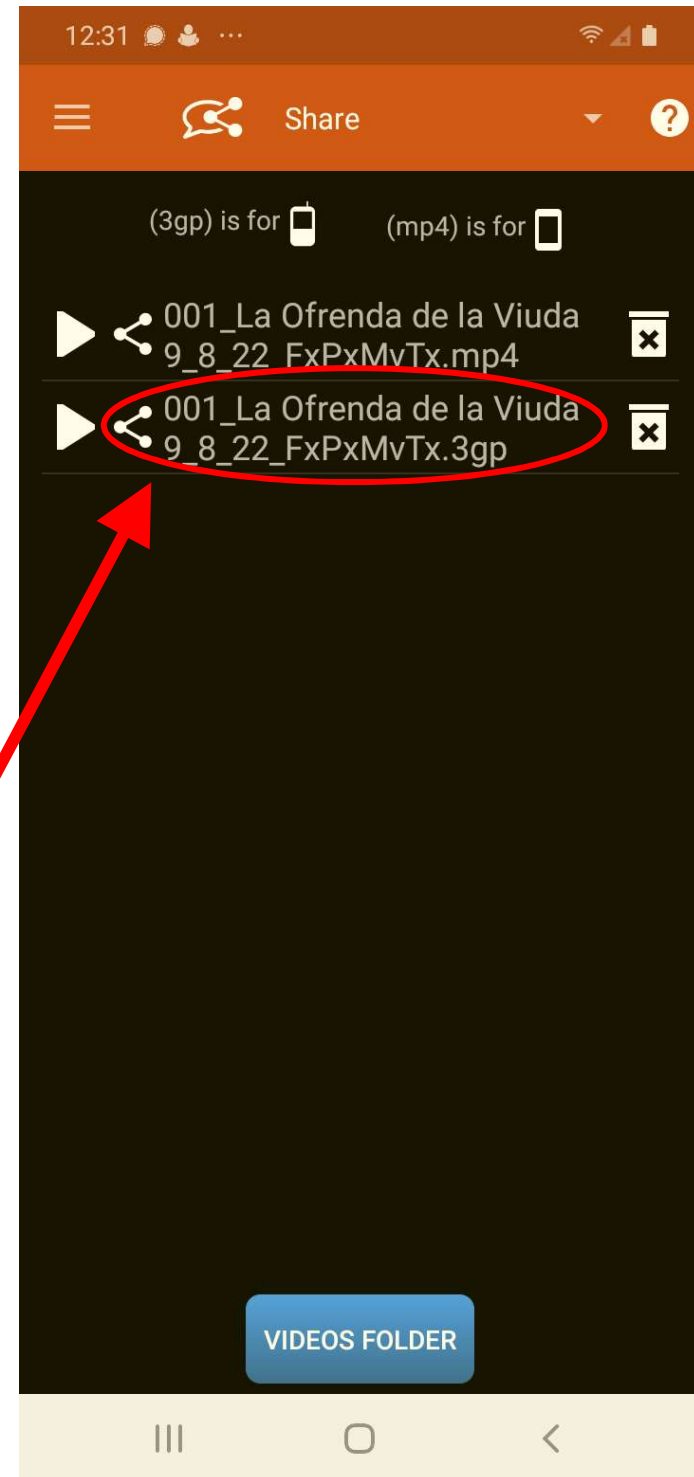 12:31
Share
(3gp) is for
(mp4) is for
001_La Ofrenda de la Viuda
9_8_22_FxPxMvTx.mp4
001_La Ofrenda de la Viuda
9_8_22_FxPxMvTx.3gp
VIDEOS FOLDER